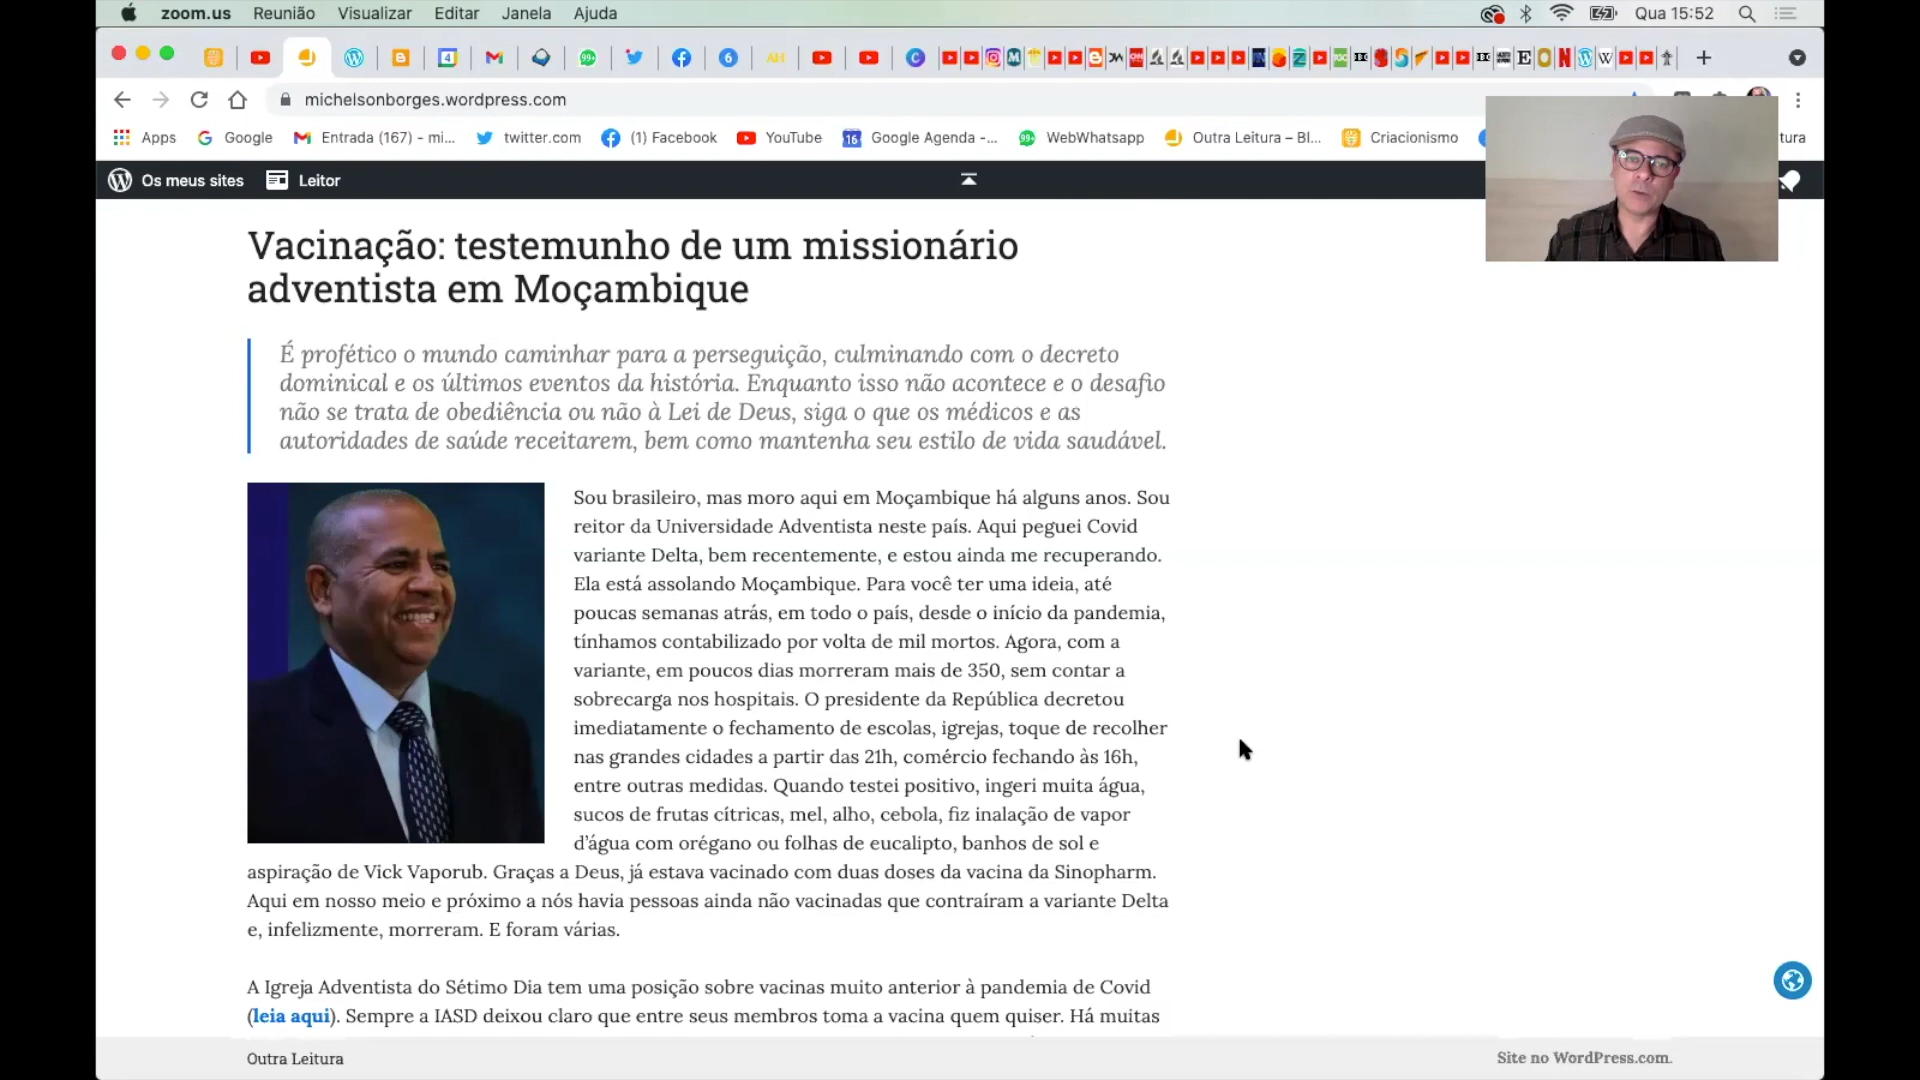 zoom.us Reunião Visualizar Editar Janela Ajuda Qua 15:52
michelsonborges.wordpress.com
Apps Google Entrada (167) - mi... twitter.com (1) Facebook YouTube Google Agenda -... WebWhatsapp Outra Leitura – Bl... Criacionismo tura
Os meus sites Leitor
Vacinação: testemunho de um missionário
adventista em Moçambique
É profético o mundo caminhar para a perseguição, culminando com o decreto
dominical e os últimos eventos da história. Enquanto isso não acontece e o desafio
não se trata de obediência ou não à Lei de Deus, siga o que os médicos e as
autoridades de saúde receitarem, bem como mantenha seu estilo de vida saudável.
Sou brasileiro, mas moro aqui em Moçambique há alguns anos. Sou
reitor da Universidade Adventista neste país. Aqui peguei Covid
variante Delta, bem recentemente, e estou ainda me recuperando.
Ela está assolando Moçambique. Para você ter uma ideia, até
poucas semanas atrás, em todo o país, desde o início da pandemia,
tínhamos contabilizado por volta de mil mortos. Agora, com a
variante, em poucos dias morreram mais de 350, sem contar a
sobrecarga nos hospitais. O presidente da República decretou
imediatamente o fechamento de escolas, igrejas, toque de recolher
nas grandes cidades a partir das 21h, comércio fechando às 16h,
entre outras medidas. Quando testei positivo, ingeri muita água,
sucos de frutas cítricas, mel, alho, cebola, fiz inalação de vapor
d’água com orégano ou folhas de eucalipto, banhos de sol e
aspiração de Vick Vaporub. Graças a Deus, já estava vacinado com duas doses da vacina da Sinopharm.
Aqui em nosso meio e próximo a nós havia pessoas ainda não vacinadas que contraíram a variante Delta
e, infelizmente, morreram. E foram várias.
A Igreja Adventista do Sétimo Dia tem uma posição sobre vacinas muito anterior à pandemia de Covid
(leia aqui). Sempre a IASD deixou claro que entre seus membros toma a vacina quem quiser. Há muitas
Outra Leitura Site no WordPress.com.